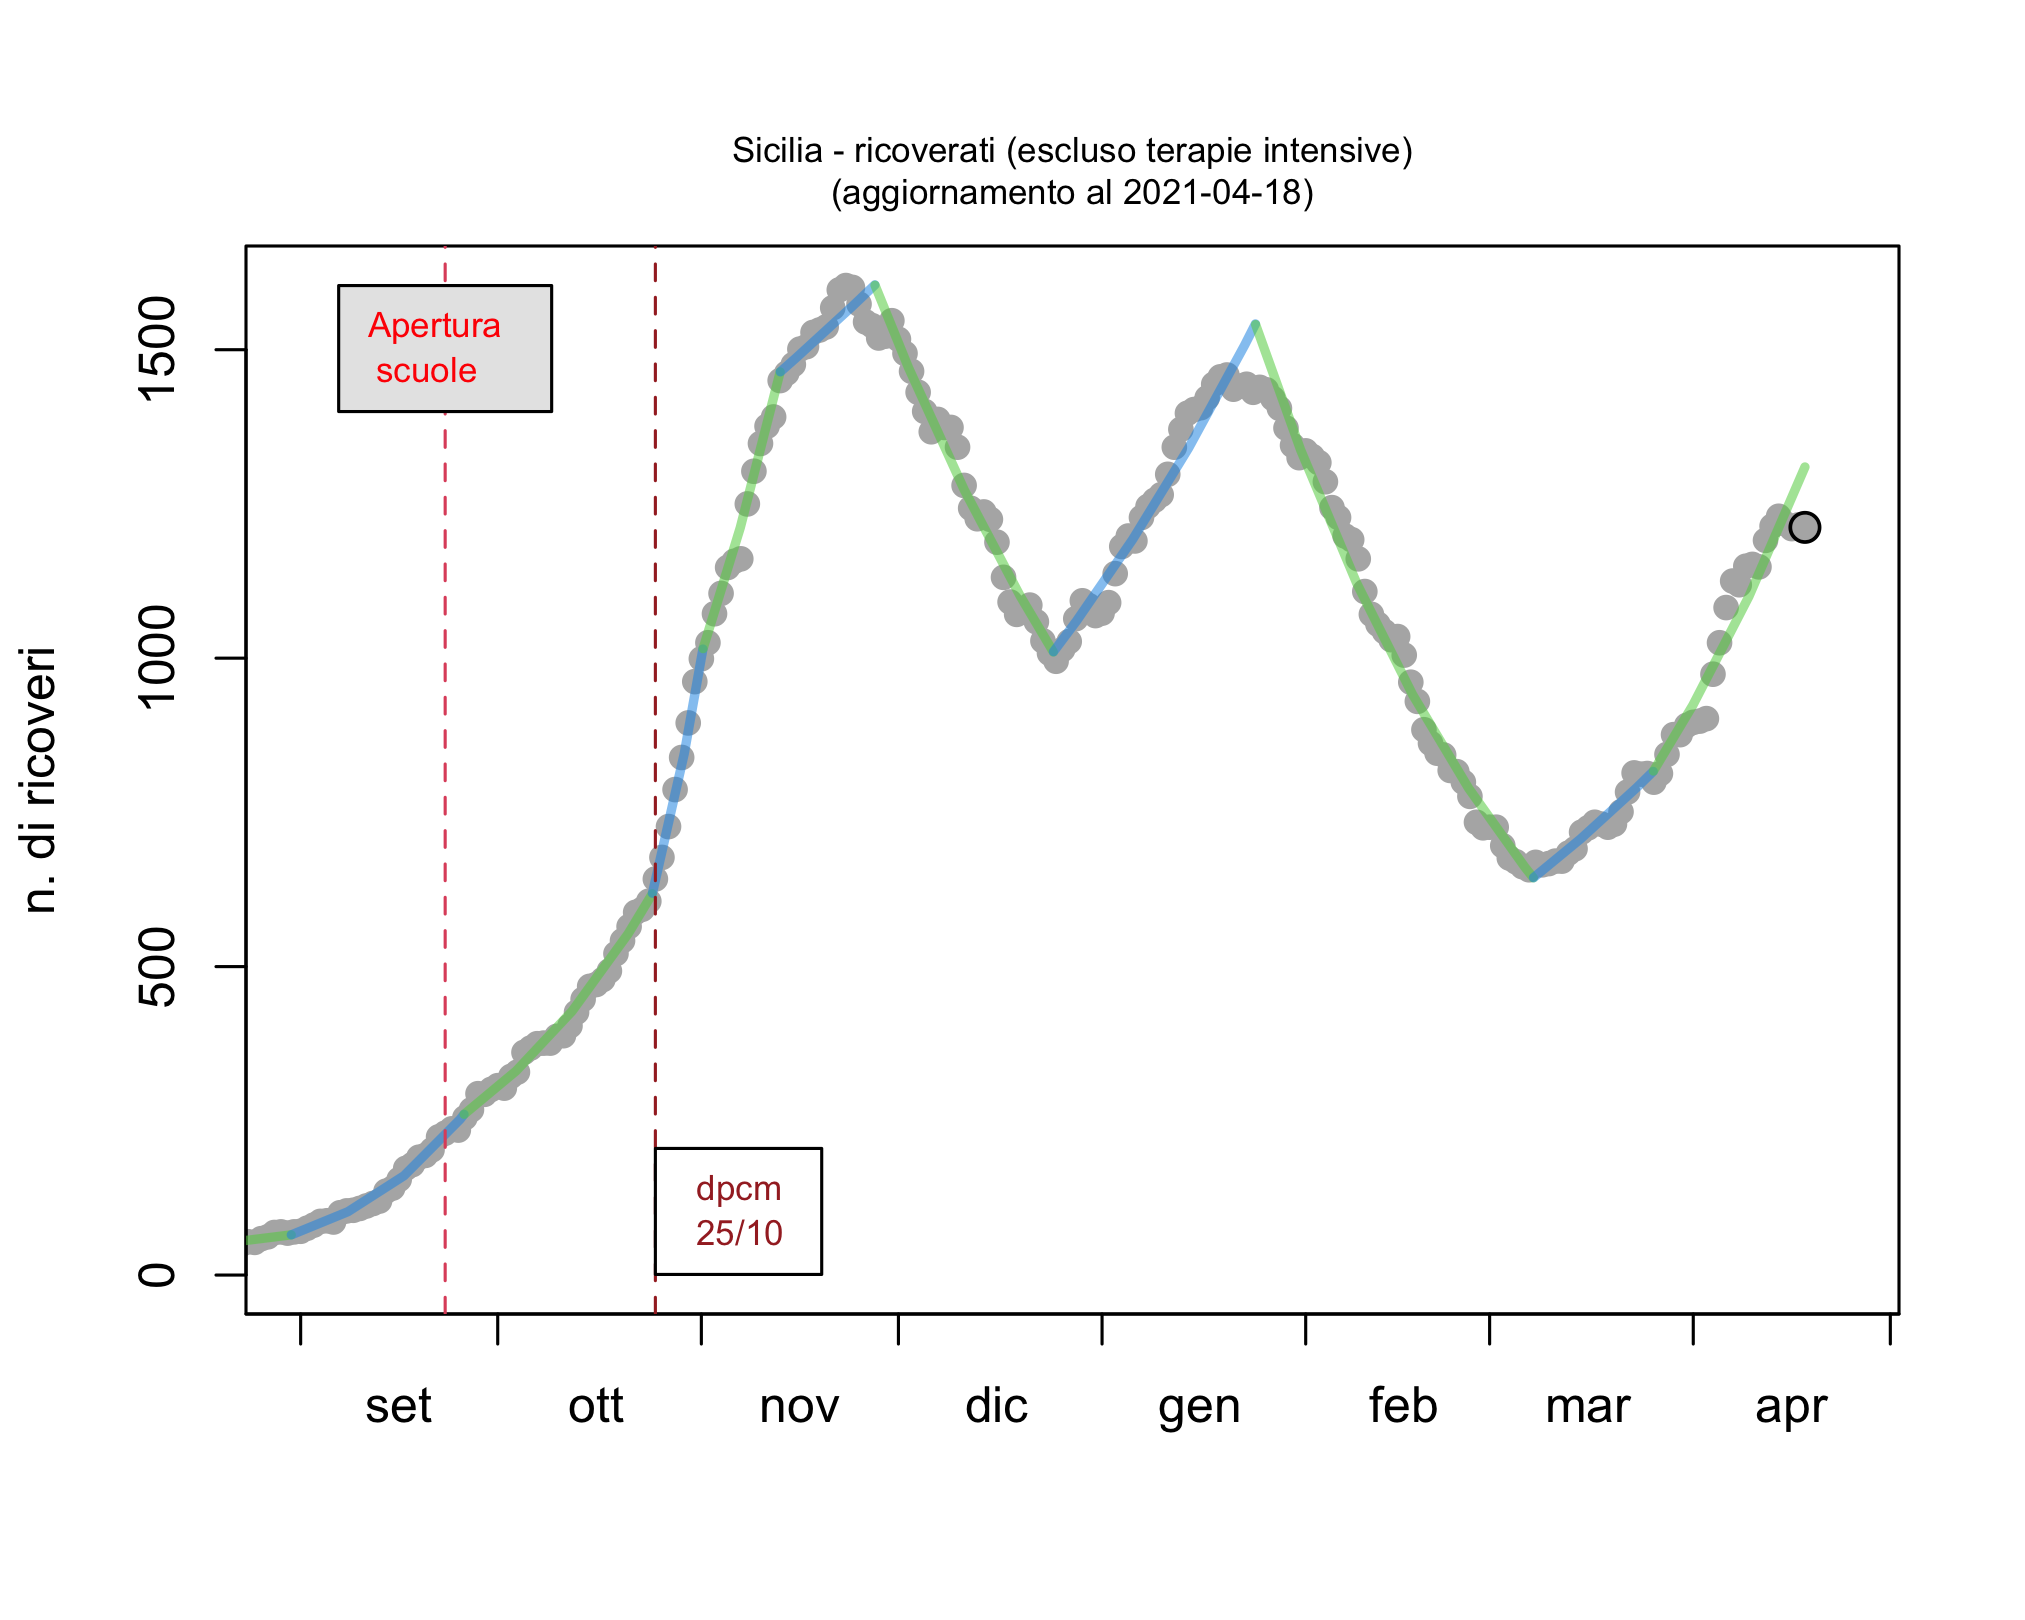 Sicilia - ricoverati (escluso terapie intensive)
(aggiornamento al 2021-04-18)
Apertura
scuole
dpcm
25/10
n. di ricoveri
1500
1000
500
0
set ott nov dic gen feb mar apr